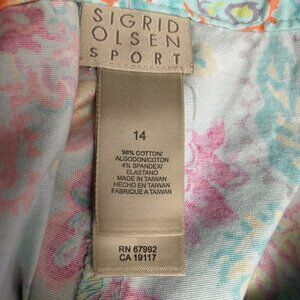 SIGRID
OLSEN
SPORT
14
96% COTTON/
ALGODON/COTON
4% SPANDEX/
ELASTANO
MADE IN TAIWAN
HECHO EN TAIWAN
FABRIQUE A TAIWAN
RN 67992
CA 19117